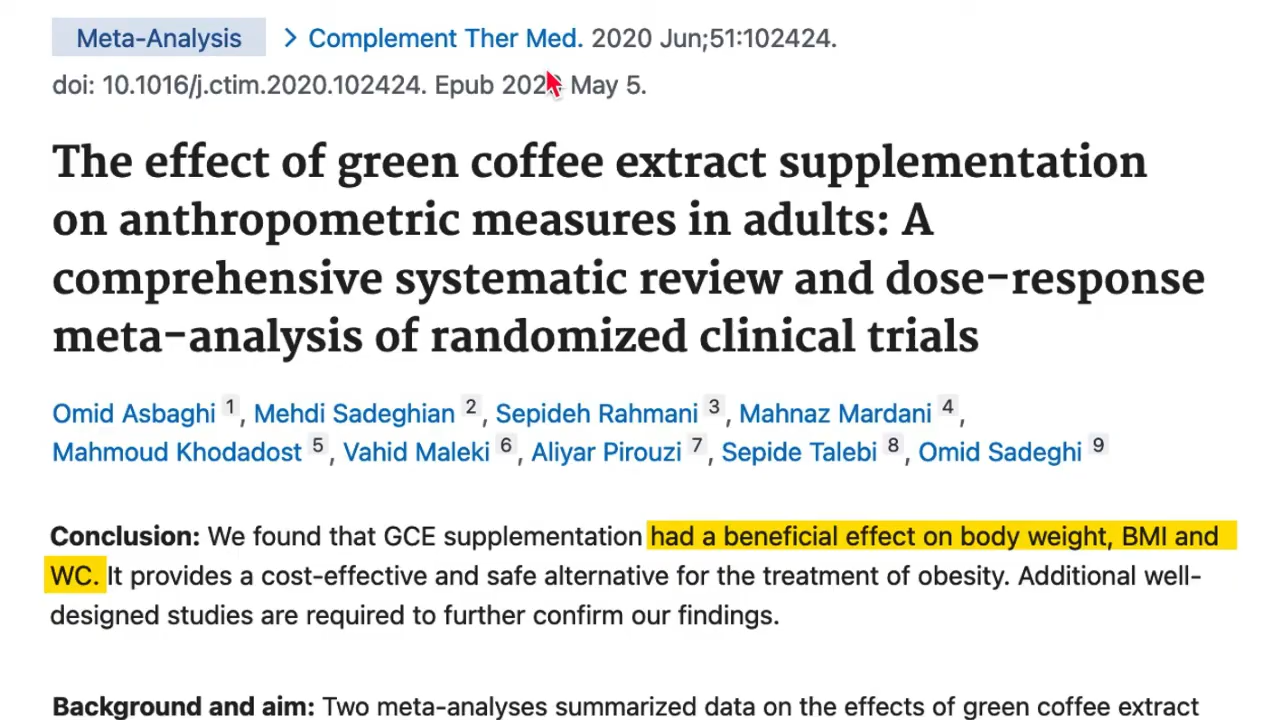 Meta-Analysis > Complement Ther Med. 2020 Jun;51:102424.
doi: 10.1016/j.ctim.2020.102424. Epub 202 May 5.
The effect of green coffee extract supplementation
on anthropometric measures in adults: A
comprehensive systematic review and dose-response
meta-analysis of randomized clinical trials
Omid Asbaghi 1, Mehdi Sadeghian 2, Sepideh Rahmani 3, Mahnaz Mardani 4,
Mahmoud Khodadost 5, Vahid Maleki 6, Aliyar Pirouzi 7, Sepide Talebi 8, Omid Sadeghi 9
Conclusion: We found that GCE supplementation had a beneficial effect on body weight, BMI and
WC. It provides a cost-effective and safe alternative for the treatment of obesity. Additional well-
designed studies are required to further confirm our findings.
Background and aim: Two meta-analyses summarized data on the effects of green coffee extract